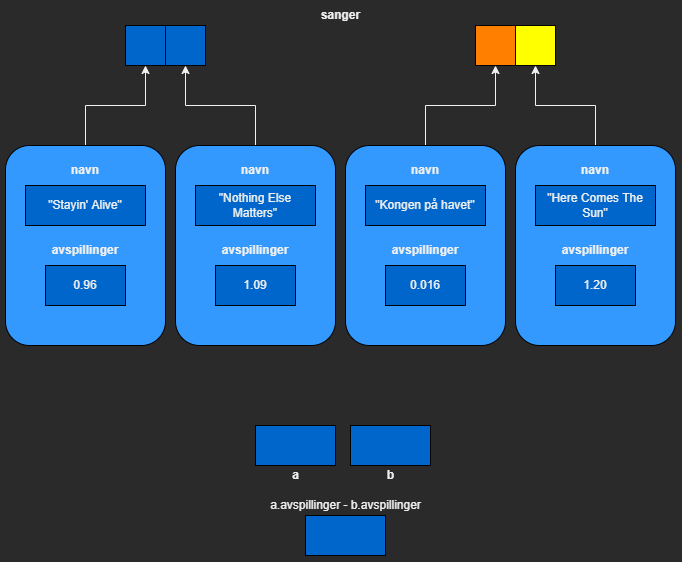 sanger
navn
"Stayin' Alive"
avspillinger
0.96
navn
"Nothing Else
Matters"
avspillinger
1.09
navn
"Kongen på havet"
avspillinger
0.016
navn
"Here Comes The
Sun"
avspillinger
1.20
a
b
a.avspillinger - b.avspillinger